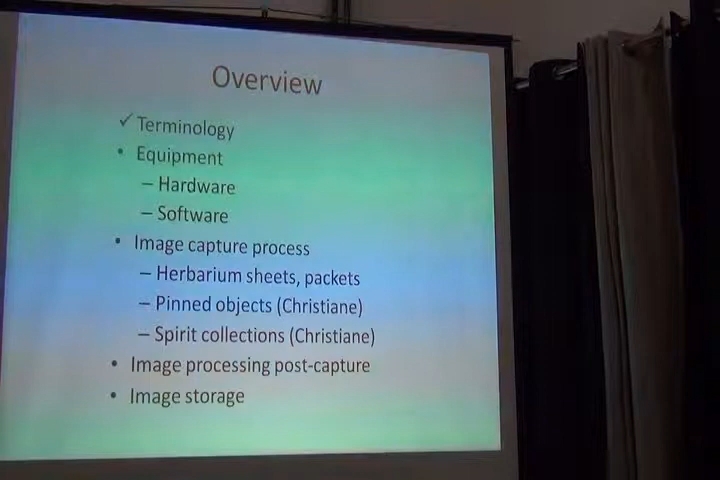 Overview
✓ Terminology
• Equipment
– Hardware
– Software
• Image capture process
– Herbarium sheets, packets
– Pinned objects (Christiane)
– Spirit collections (Christiane)
• Image processing post-capture
• Image storage